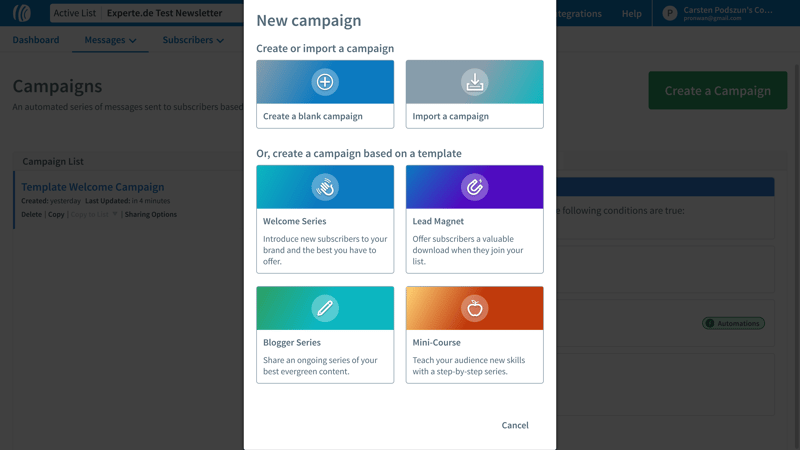 Active List | Experte.de Test Newsletter
Integrations
Help
P
Carsten Podszun's Co...
Dashboard
Messages
Subscribers
New campaign
Create or import a campaign
Create a blank campaign
Import a campaign
Or, create a campaign based on a template
Welcome Series
Introduce new subscribers to your
brand and the best you have to
offer.
Lead Magnet
Offer subscribers a valuable
download when they join your
list.
Blogger Series
Share an ongoing series of your
best evergreen content.
Mini-Course
Teach your audience new skills
with a step-by-step series.
Cancel
Campaigns
An automated series of messages sent to subscribers based
Create a Campaign
Campaign List
Template Welcome Campaign
Created: yesterday Last Updated: in 4 minutes
Delete | Copy | Copy to List | Sharing Options
e following conditions are true:
Automations